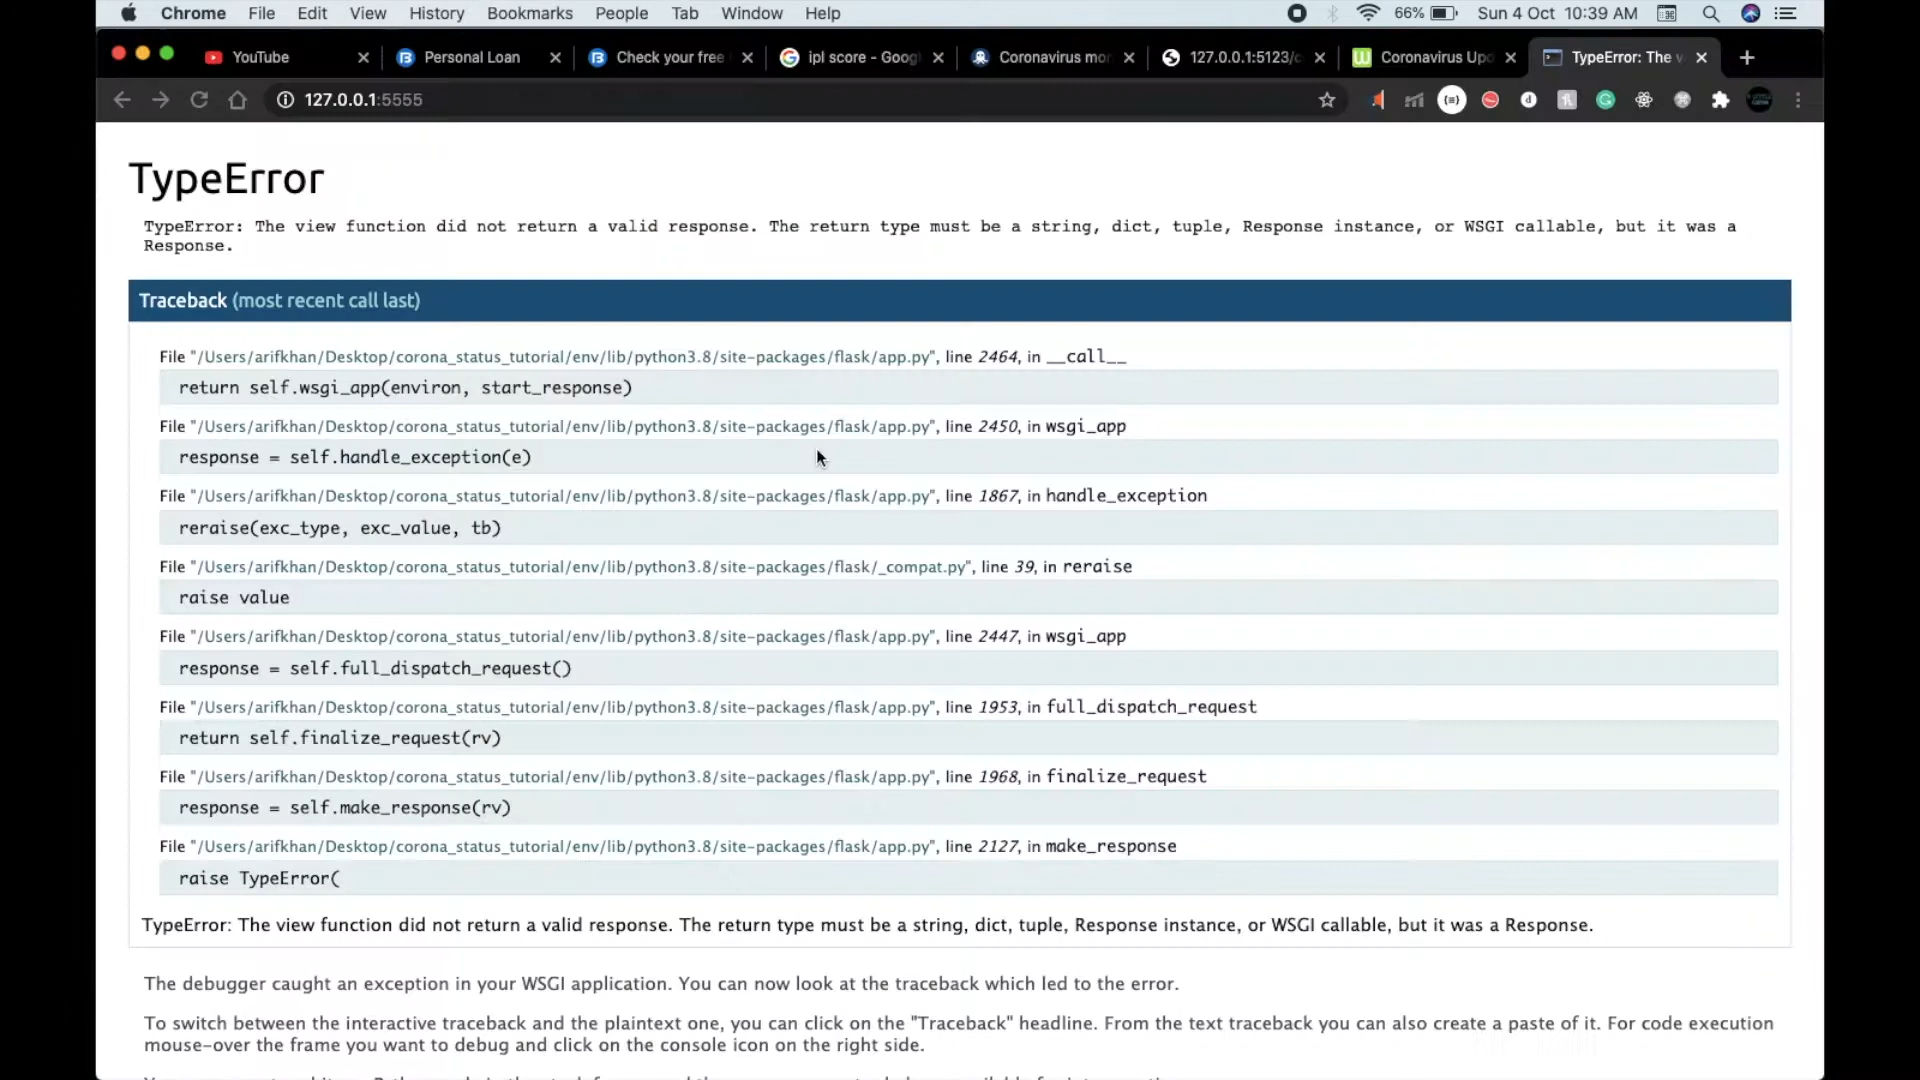 Chrome File Edit View History Bookmarks People Tab Window Help 66% Sun 4 Oct 10:39 AM
YouTube Personal Loan Check your free ipl score - Goog Coronavirus mor 127.0.0.1:5123/c Coronavirus Upd TypeError: The v
127.0.0.1:5555
TypeError
TypeError: The view function did not return a valid response. The return type must be a string, dict, tuple, Response instance, or WSGI callable, but it was a
Response.
Traceback (most recent call last)
File "/Users/arifkhan/Desktop/corona_status_tutorial/env/lib/python3.8/site-packages/flask/app.py", line 2464, in __call__
return self.wsgi_app(environ, start_response)
File "/Users/arifkhan/Desktop/corona_status_tutorial/env/lib/python3.8/site-packages/flask/app.py", line 2450, in wsgi_app
response = self.handle_exception(e)
File "/Users/arifkhan/Desktop/corona_status_tutorial/env/lib/python3.8/site-packages/flask/app.py", line 1867, in handle_exception
reraise(exc_type, exc_value, tb)
File "/Users/arifkhan/Desktop/corona_status_tutorial/env/lib/python3.8/site-packages/flask/_compat.py", line 39, in reraise
raise value
File "/Users/arifkhan/Desktop/corona_status_tutorial/env/lib/python3.8/site-packages/flask/app.py", line 2447, in wsgi_app
response = self.full_dispatch_request()
File "/Users/arifkhan/Desktop/corona_status_tutorial/env/lib/python3.8/site-packages/flask/app.py", line 1953, in full_dispatch_request
return self.finalize_request(rv)
File "/Users/arifkhan/Desktop/corona_status_tutorial/env/lib/python3.8/site-packages/flask/app.py", line 1968, in finalize_request
response = self.make_response(rv)
File "/Users/arifkhan/Desktop/corona_status_tutorial/env/lib/python3.8/site-packages/flask/app.py", line 2127, in make_response
raise TypeError(
TypeError: The view function did not return a valid response. The return type must be a string, dict, tuple, Response instance, or WSGI callable, but it was a Response.
The debugger caught an exception in your WSGI application. You can now look at the traceback which led to the error.
To switch between the interactive traceback and the plaintext one, you can click on the "Traceback" headline. From the text traceback you can also create a paste of it. For code execution
mouse-over the frame you want to debug and click on the console icon on the right side.